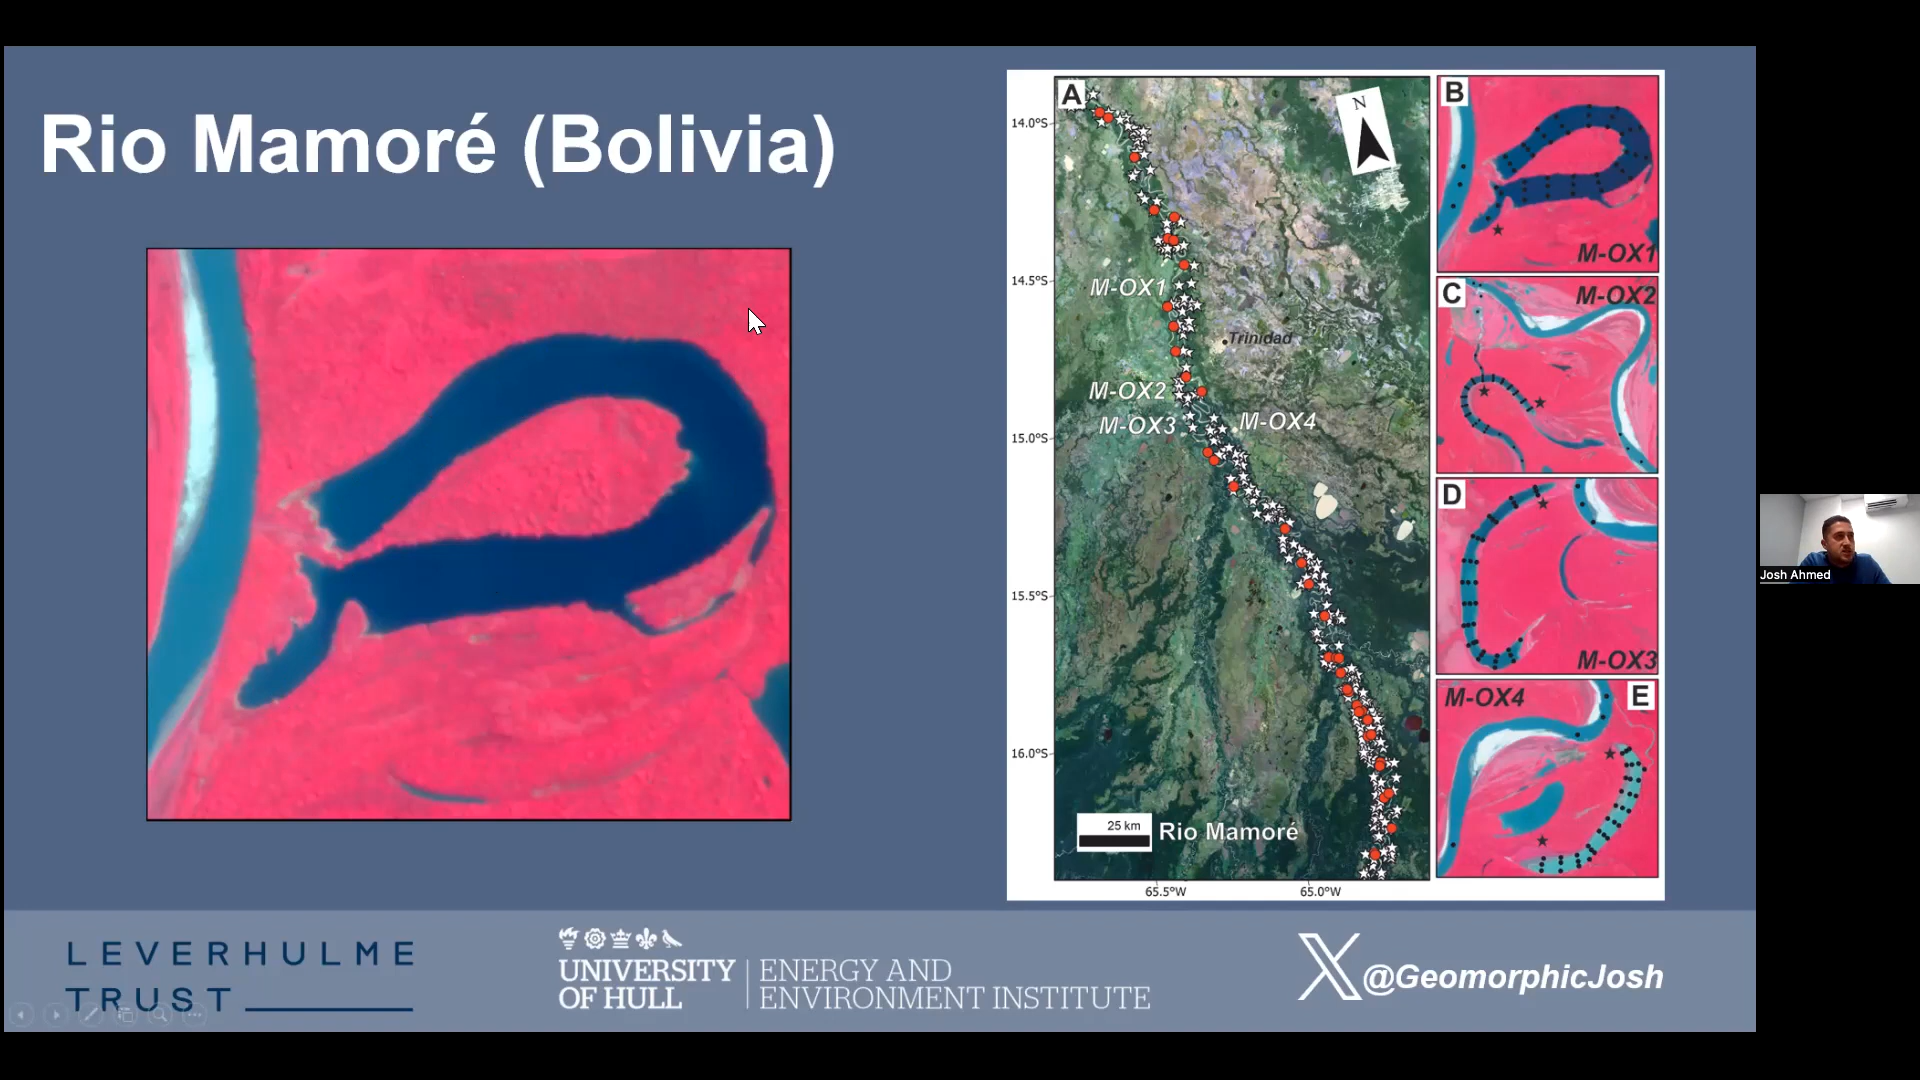 Rio Mamoré (Bolivia)
A
N
14.0°S
14.5°S
15.0°S
15.5°S
16.0°S
M-OX1
Trinidad
M-OX2
M-OX3
M-OX4
25 km
Rio Mamoré
65.5°W
65.0°W
B
M-OX1
C
M-OX2
D
M-OX3
M-OX4
E
Josh Ahmed
LEVERHULME
TRUST
UNIVERSITY
OF HULL
ENERGY AND
ENVIRONMENT INSTITUTE
X @GeomorphicJosh